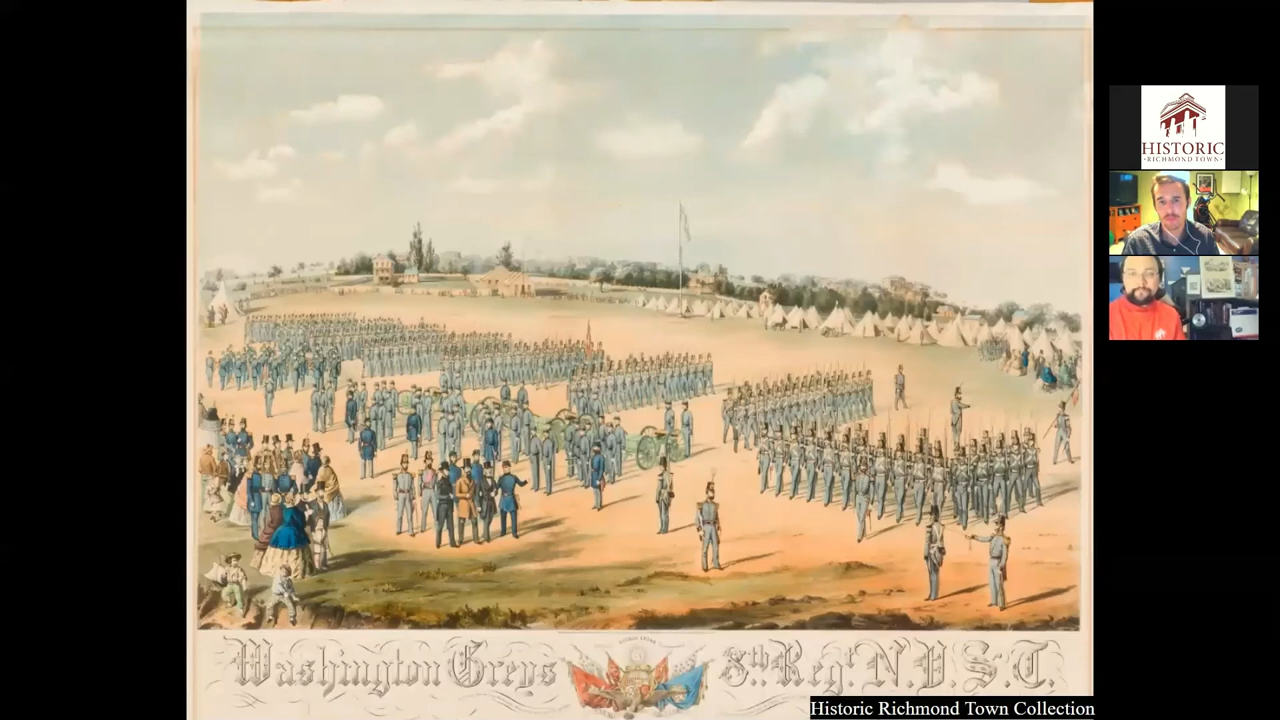 HISTORIC
RICHMOND TOWN
Washington Greys 8th Regt. N.Y.S.T.
Historic Richmond Town Collection